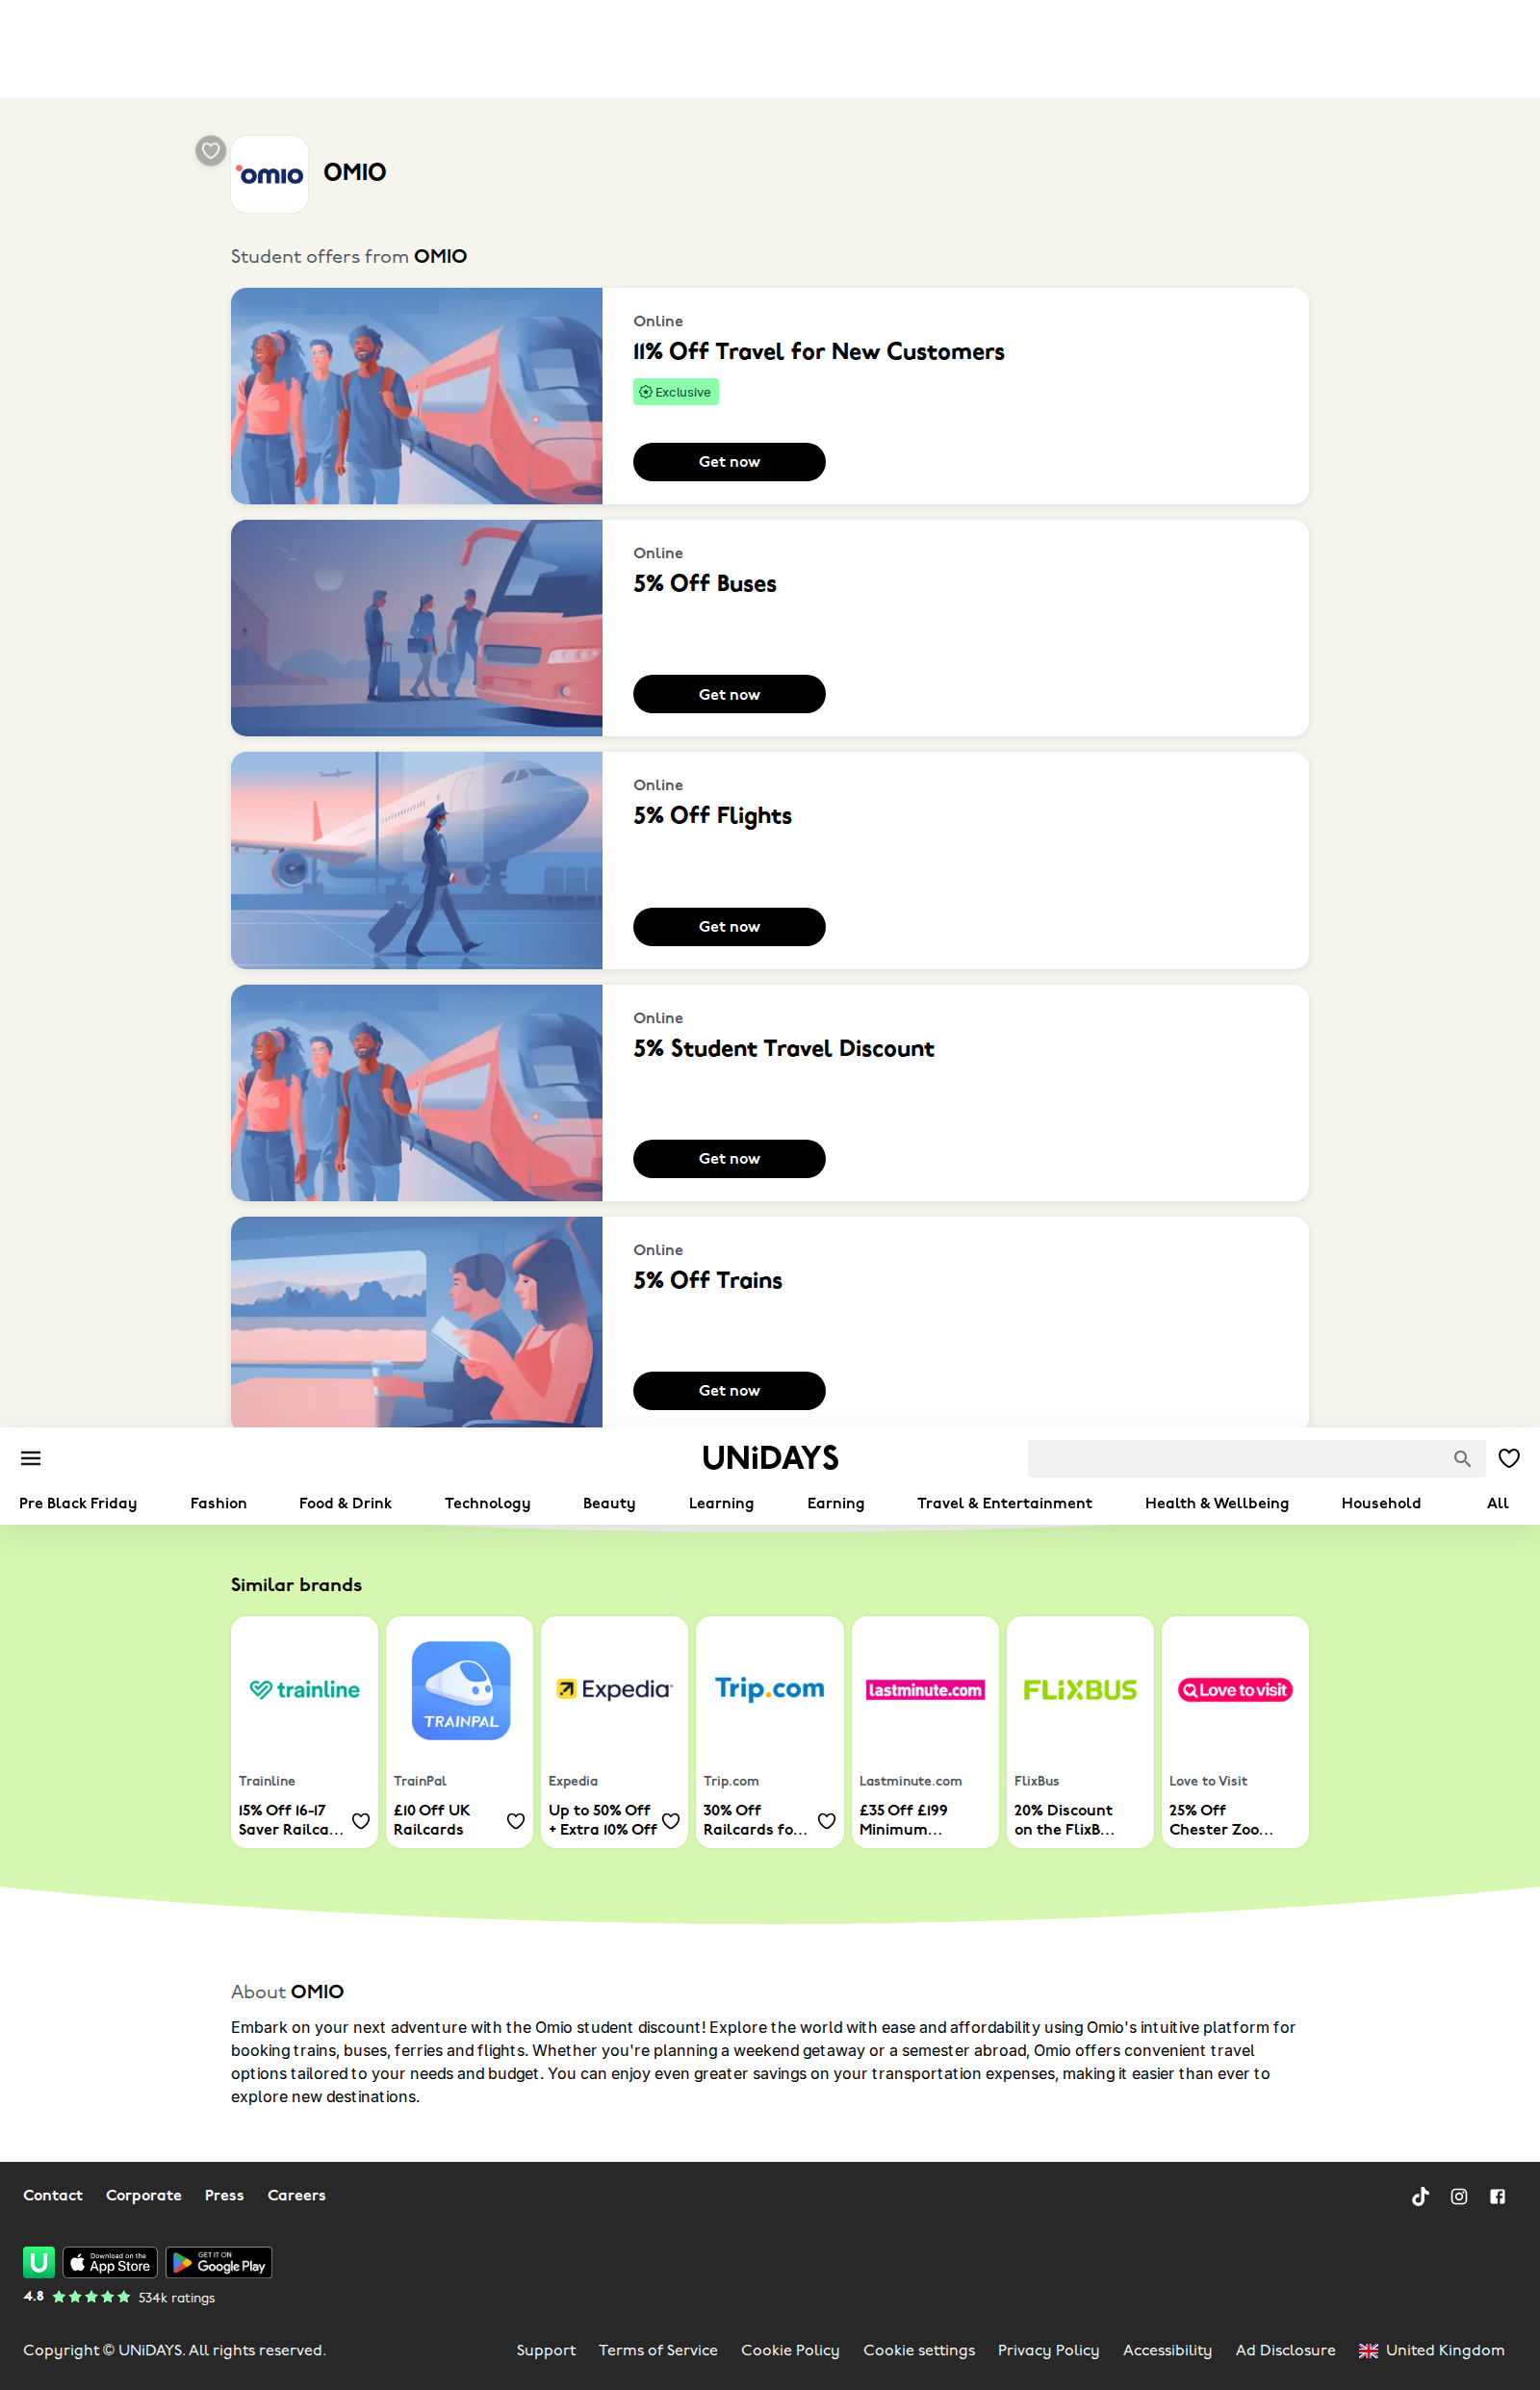 omio
OMIO
Student offers from OMIO
Online
11% Off Travel for New Customers
Exclusive
Get now
Online
5% Off Buses
Get now
Online
5% Off Flights
Get now
Online
5% Student Travel Discount
Get now
Online
5% Off Trains
Get now
UNiDAYS
Pre Black Friday Fashion Food & Drink Technology Beauty Learning Earning Travel & Entertainment Health & Wellbeing Household All
Similar brands
trainline
TRAINPAL
Expedia
Trip.com
lastminute.com
FLiXBUS
Love to visit
Trainline
15% Off 16-17
Saver Railca...
TrainPal
£10 Off UK
Railcards
Expedia
Up to 50% Off
+ Extra 10% Off
Trip.com
30% Off
Railcards fo...
Lastminute.com
£35 Off £199
Minimum...
FlixBus
20% Discount
on the FlixB...
Love to Visit
25% Off
Chester Zoo...
About OMIO
Embark on your next adventure with the Omio student discount! Explore the world with ease and affordability using Omio's intuitive platform for
booking trains, buses, ferries and flights. Whether you're planning a weekend getaway or a semester abroad, Omio offers convenient travel
options tailored to your needs and budget. You can enjoy even greater savings on your transportation expenses, making it easier than ever to
explore new destinations.
Contact Corporate Press Careers
U
Download on the
App Store
GET IT ON
Google Play
4.8 534k ratings
Copyright © UNiDAYS. All rights reserved. Support Terms of Service Cookie Policy Cookie settings Privacy Policy Accessibility Ad Disclosure United Kingdom